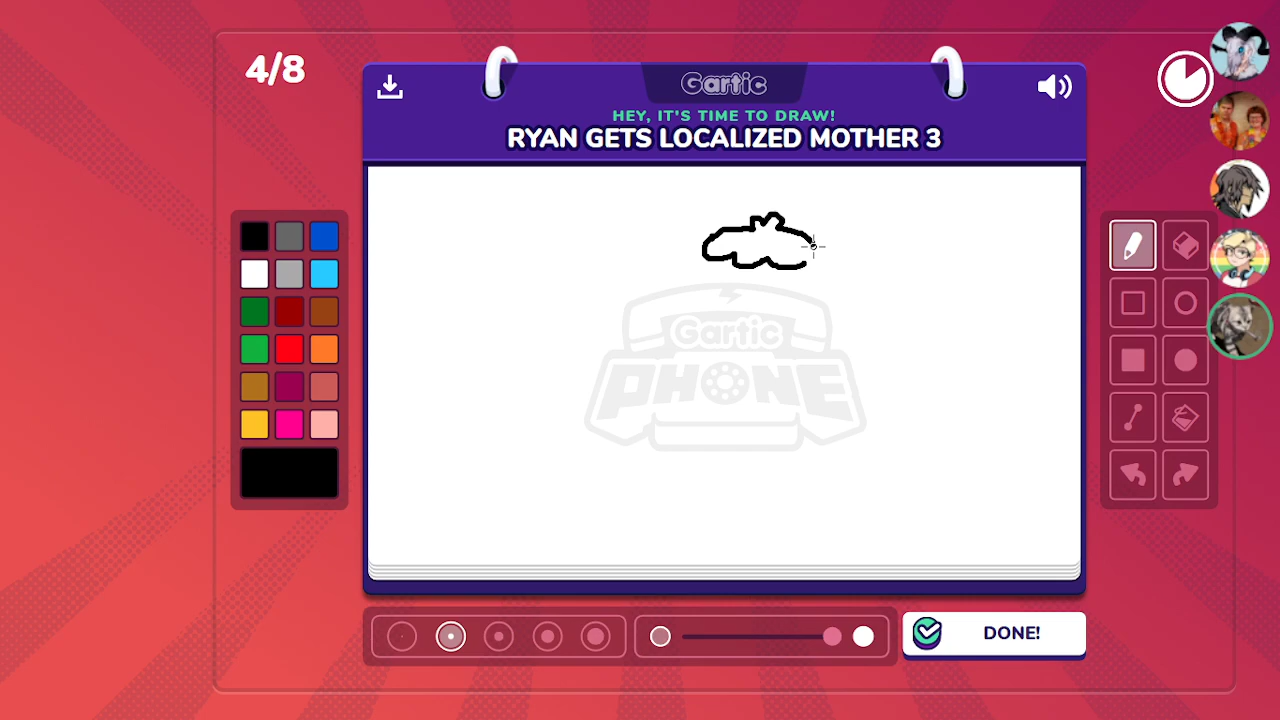 4/8
Gartic
HEY, IT'S TIME TO DRAW!
RYAN GETS LOCALIZED MOTHER 3
Gartic
PHONE
DONE!